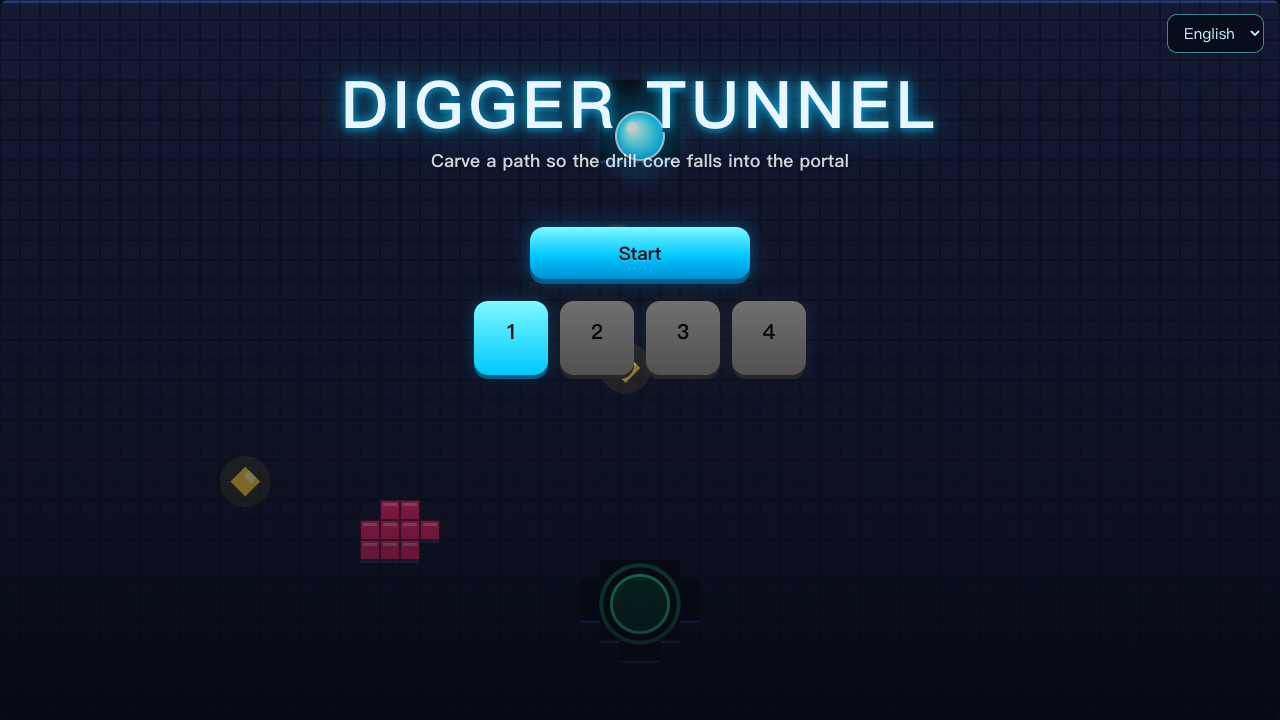 English
DIGGER TUNNEL
Carve a path so the drill core falls into the portal
Start
1 2 3 4